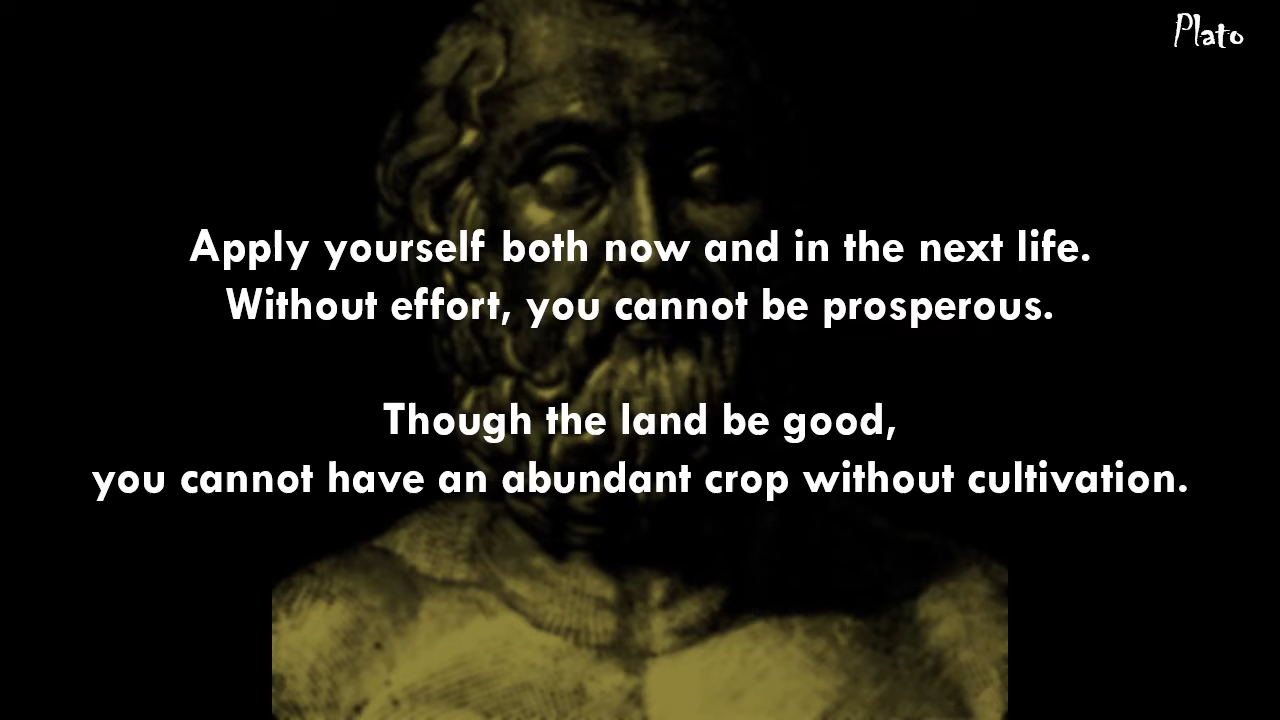 Plato
Apply yourself both now and in the next life.
Without effort, you cannot be prosperous.
Though the land be good,
you cannot have an abundant crop without cultivation.